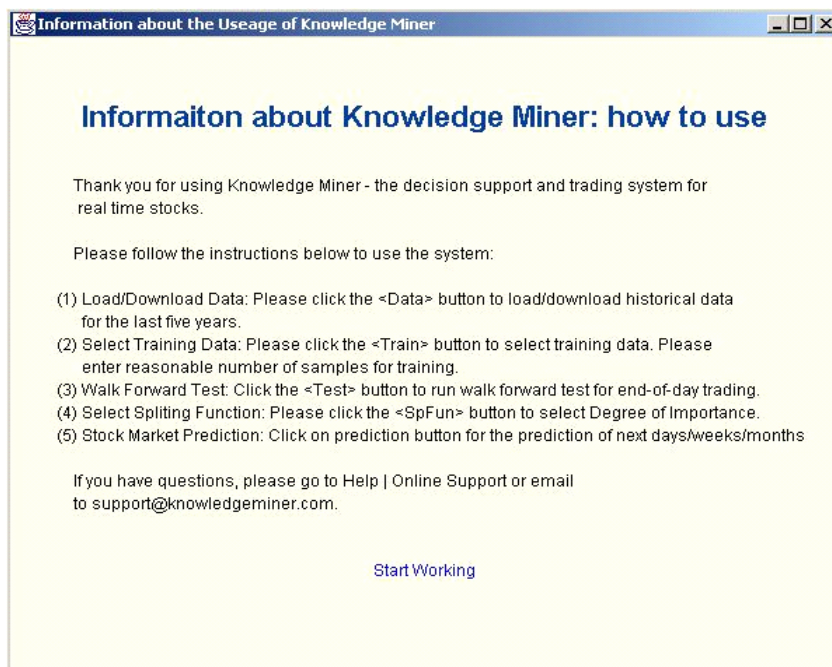 Information about the Useage of Knowledge Miner
Informaiton about Knowledge Miner: how to use
Thank you for using Knowledge Miner - the decision support and trading system for
real time stocks.
Please follow the instructions below to use the system:
(1) Load/Download Data: Please click the <Data> button to load/download historical data
for the last five years.
(2) Select Training Data: Please click the <Train> button to select training data. Please
enter reasonable number of samples for training.
(3) Walk Forward Test: Click the <Test> button to run walk forward test for end-of-day trading.
(4) Select Spliting Function: Please click the <SpFun> button to select Degree of Importance.
(5) Stock Market Prediction: Click on prediction button for the prediction of next days/weeks/months
If you have questions, please go to Help | Online Support or email
to support@knowledgeminer.com.
Start Working